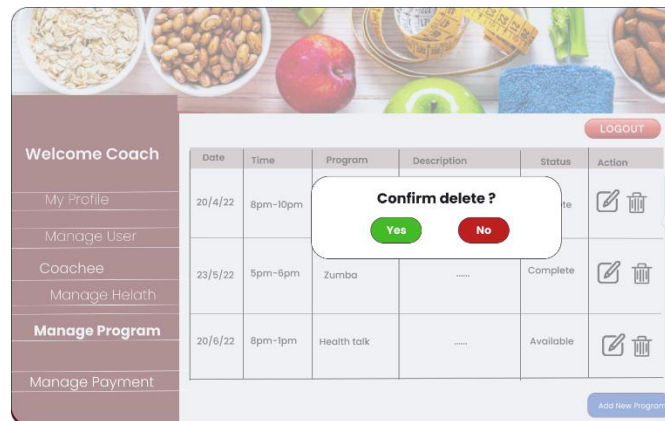 LOGOUT
Welcome Coach
My Profile
Manage User
Coachee
Manage Helath
Manage Program
Manage Payment
Date Time Program Description Status Action
20/4/22 8pm-10pm
Confirm delete ?
Yes No
23/5/22 5pm-6pm Zumba ...... Complete
20/6/22 8pm-1pm Health talk ...... Available
Add New Program